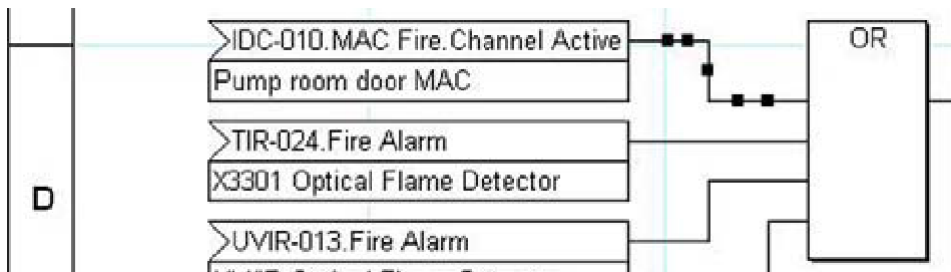 IDC-010.MAC Fire.Channel Active
OR
Pump room door MAC
TIR-024.Fire Alarm
X3301 Optical Flame Detector
D
UVIR-013.Fire Alarm